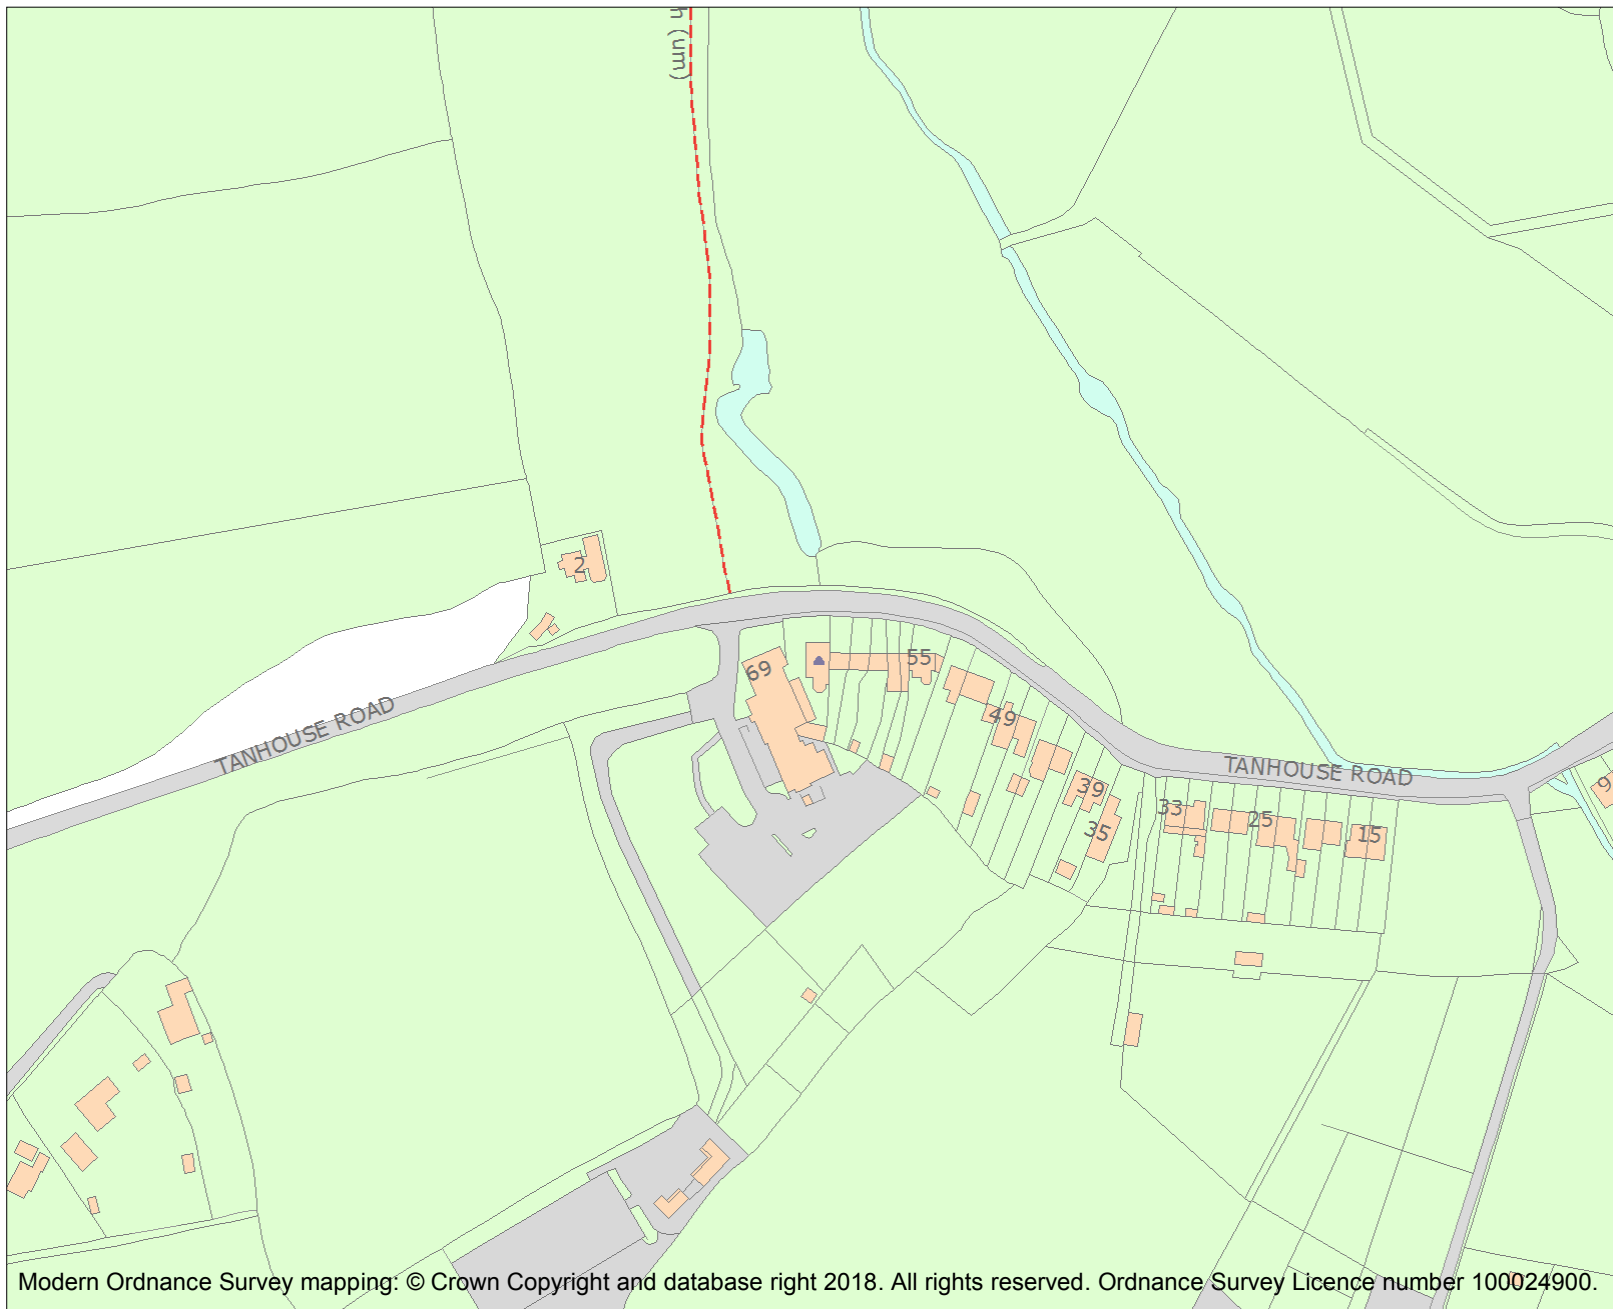 h (um)
2
TANHOUSE ROAD
69
55
49
39
35
TANHOUSE ROAD
33
25
15
9
Modern Ordnance Survey mapping: © Crown Copyright and database right 2018. All rights reserved. Ordnance Survey Licence number 100024900.